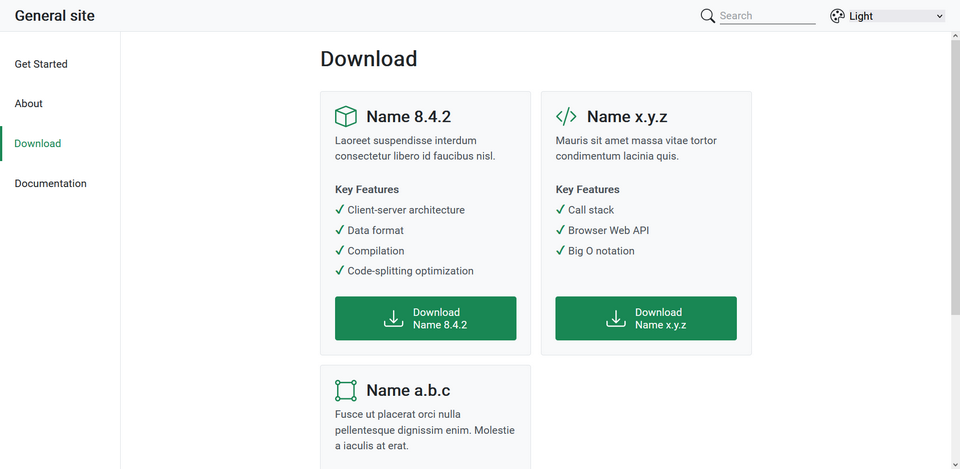 General site
Search
Light
Get Started
About
Download
Documentation
Download
Name 8.4.2
Laoreet suspendisse interdum
consectetur libero id faucibus nisl.
Key Features
Client-server architecture
Data format
Compilation
Code-splitting optimization
Download
Name 8.4.2
Name x.y.z
Mauris sit amet massa vitae tortor
condimentum lacinia quis.
Key Features
Call stack
Browser Web API
Big O notation
Download
Name x.y.z
Name a.b.c
Fusce ut placerat orci nulla
pellentesque dignissim enim. Molestie
a iaculis at erat.